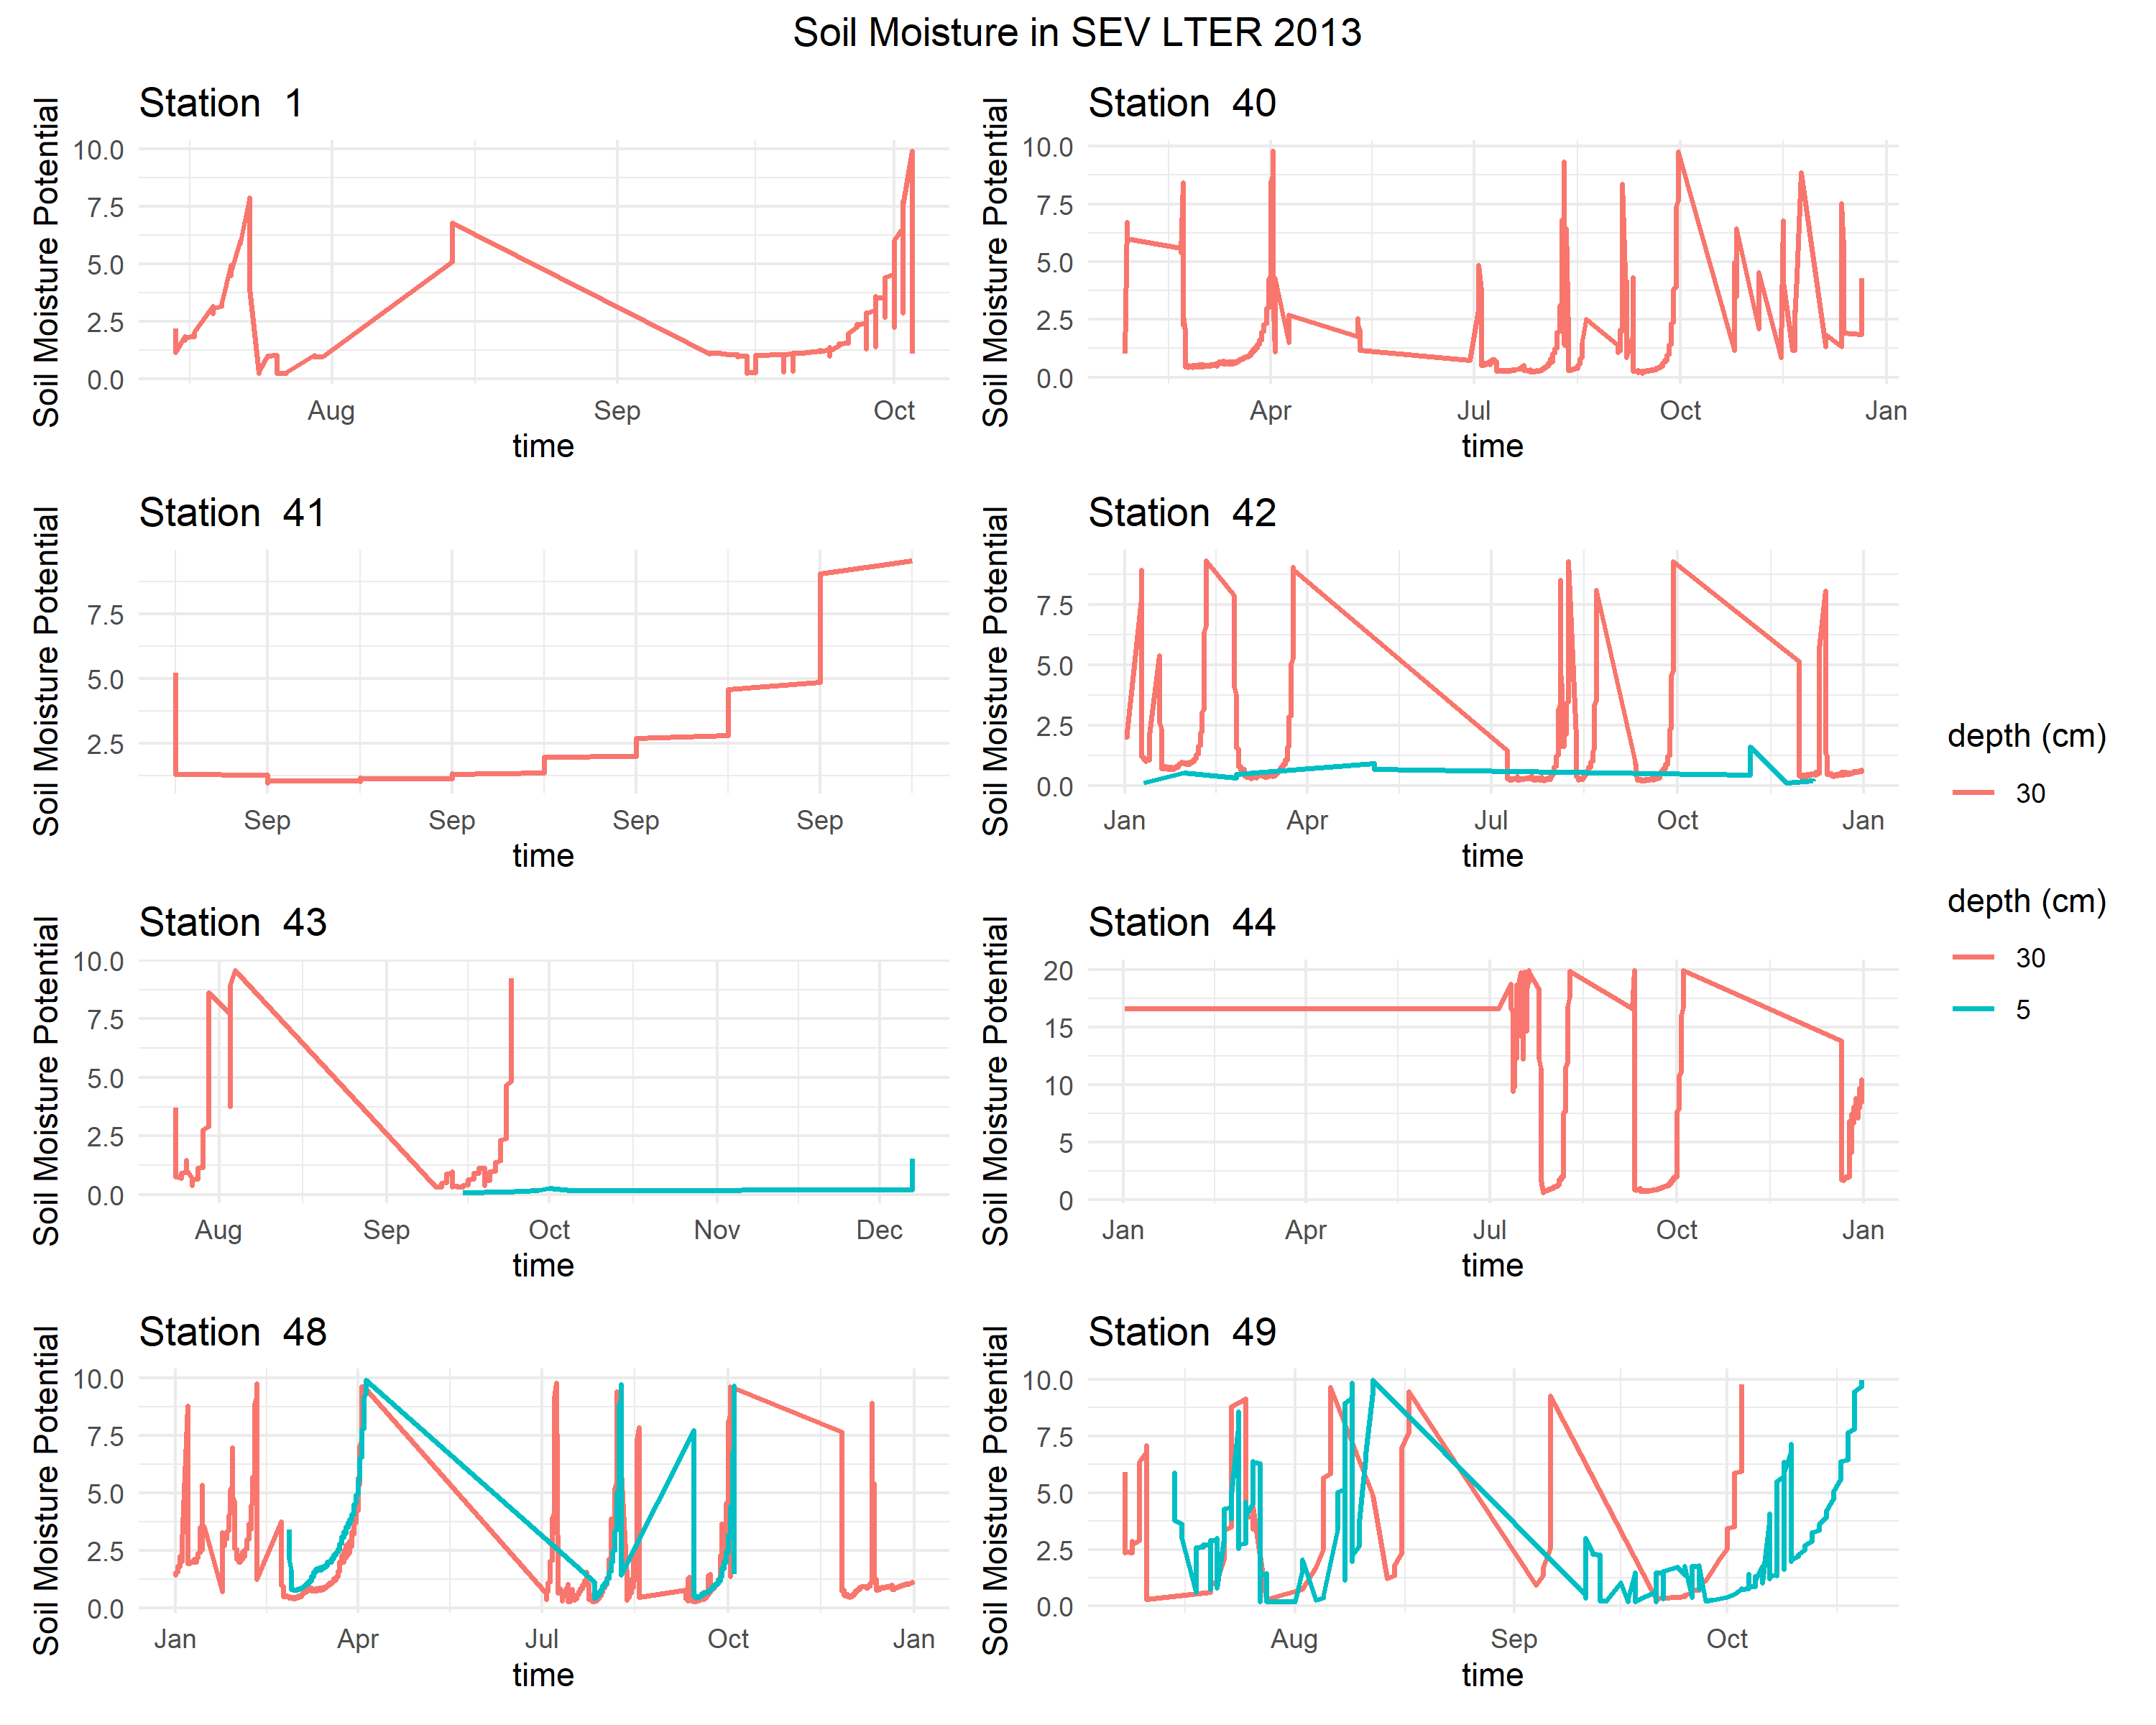 Soil Moisture in SEV LTER 2013
Station 1
Soil Moisture Potential
10.0
7.5
5.0
2.5
0.0
Aug Sep Oct
time
Station 40
Soil Moisture Potential
10.0
7.5
5.0
2.5
0.0
Apr Jul Oct Jan
time
Station 41
Soil Moisture Potential
7.5
5.0
2.5
Sep Sep Sep Sep
time
Station 42
Soil Moisture Potential
7.5
5.0
2.5
0.0
Jan Apr Jul Oct Jan
time
depth (cm)
30
depth (cm)
30
5
Station 43
Soil Moisture Potential
10.0
7.5
5.0
2.5
0.0
Aug Sep Oct Nov Dec
time
Station 44
Soil Moisture Potential
20
15
10
5
0
Jan Apr Jul Oct Jan
time
Station 48
Soil Moisture Potential
10.0
7.5
5.0
2.5
0.0
Jan Apr Jul Oct Jan
time
Station 49
Soil Moisture Potential
10.0
7.5
5.0
2.5
0.0
Aug Sep Oct
time